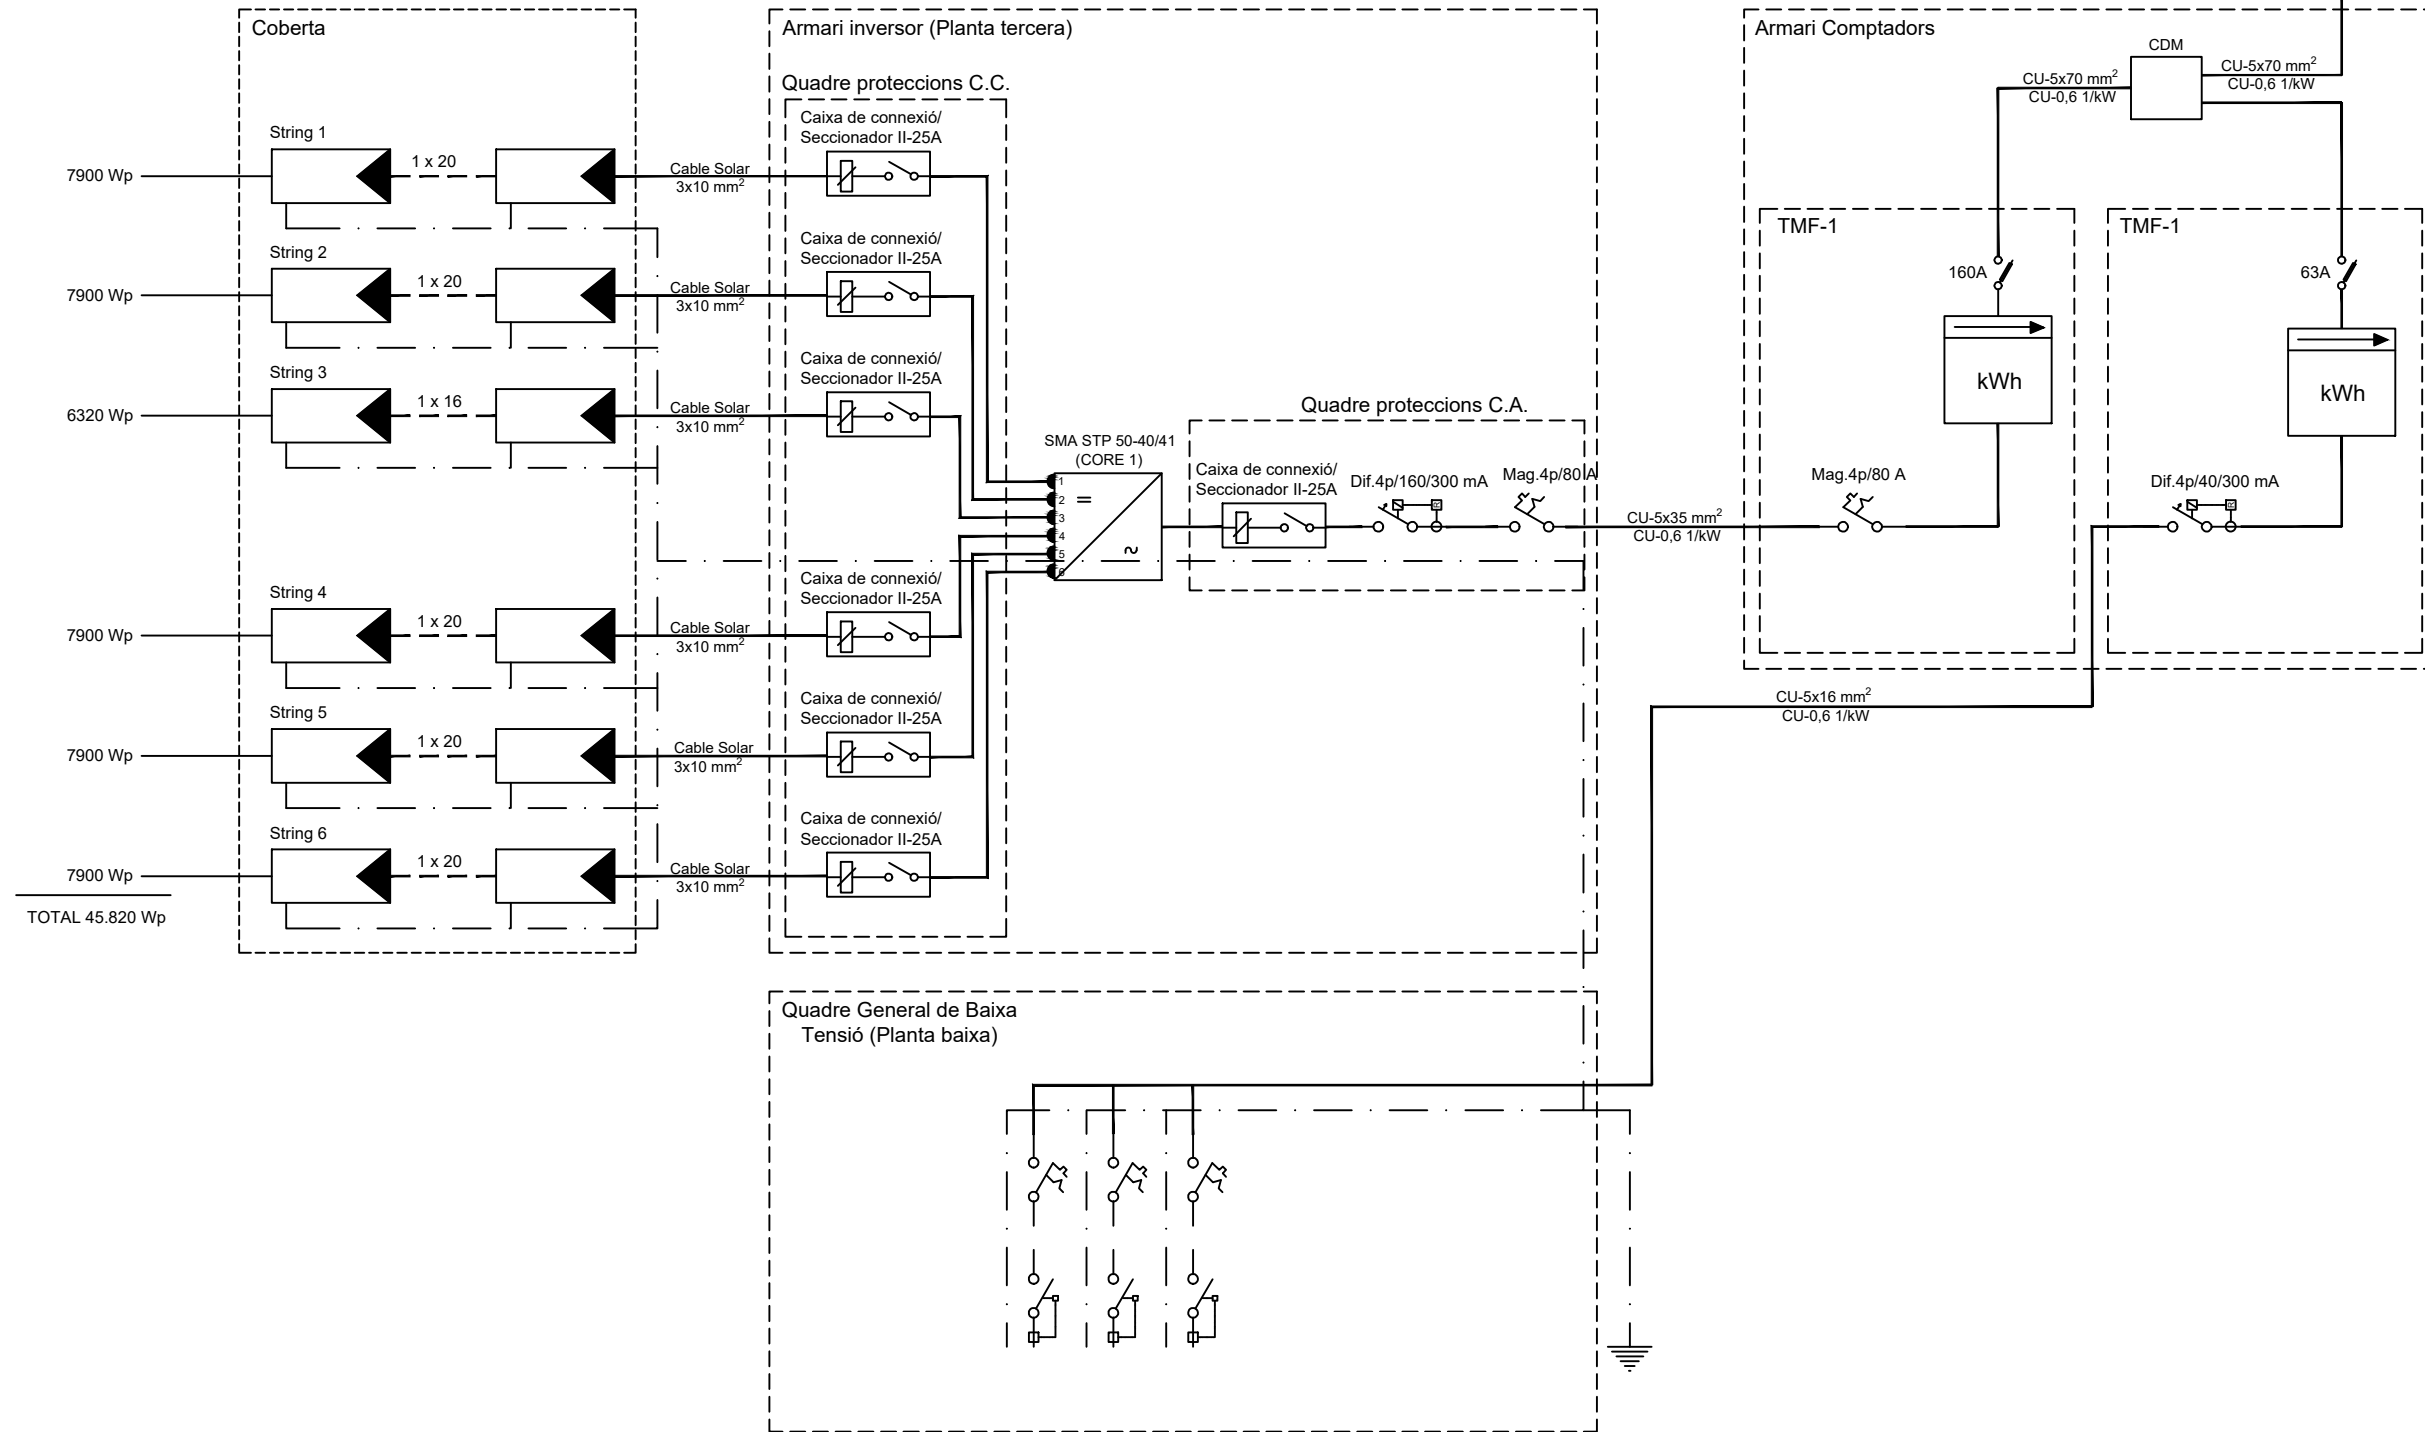 Coberta
String 1
7900 Wp
1 x 20
Cable Solar
3x10 mm²
String 2
7900 Wp
1 x 20
Cable Solar
3x10 mm²
String 3
6320 Wp
1 x 16
Cable Solar
3x10 mm²
String 4
7900 Wp
1 x 20
Cable Solar
3x10 mm²
String 5
7900 Wp
1 x 20
Cable Solar
3x10 mm²
String 6
7900 Wp
1 x 20
Cable Solar
3x10 mm²
TOTAL 45.820 Wp
Armari inversor (Planta tercera)
Quadre proteccions C.C.
Caixa de connexió/
Seccionador II-25A
Caixa de connexió/
Seccionador II-25A
Caixa de connexió/
Seccionador II-25A
Caixa de connexió/
Seccionador II-25A
Caixa de connexió/
Seccionador II-25A
Caixa de connexió/
Seccionador II-25A
SMA STP 50-40/41
(CORE 1)
1
2
3
4
5
6
=
~
Quadre proteccions C.A.
Caixa de connexió/
Seccionador II-25A
Dif.4p/160/300 mA
R
Mag.4p/80 A
CU-5x35 mm²
CU-0,6 1/kW
Armari Comptadors
CDM
CU-5x70 mm²
CU-0,6 1/kW
CU-5x70 mm²
CU-0,6 1/kW
TMF-1
160A
kWh
Mag.4p/80 A
TMF-1
63A
kWh
Dif.4p/40/300 mA
R
CU-5x16 mm²
CU-0,6 1/kW
Quadre General de Baixa
Tensió (Planta baixa)